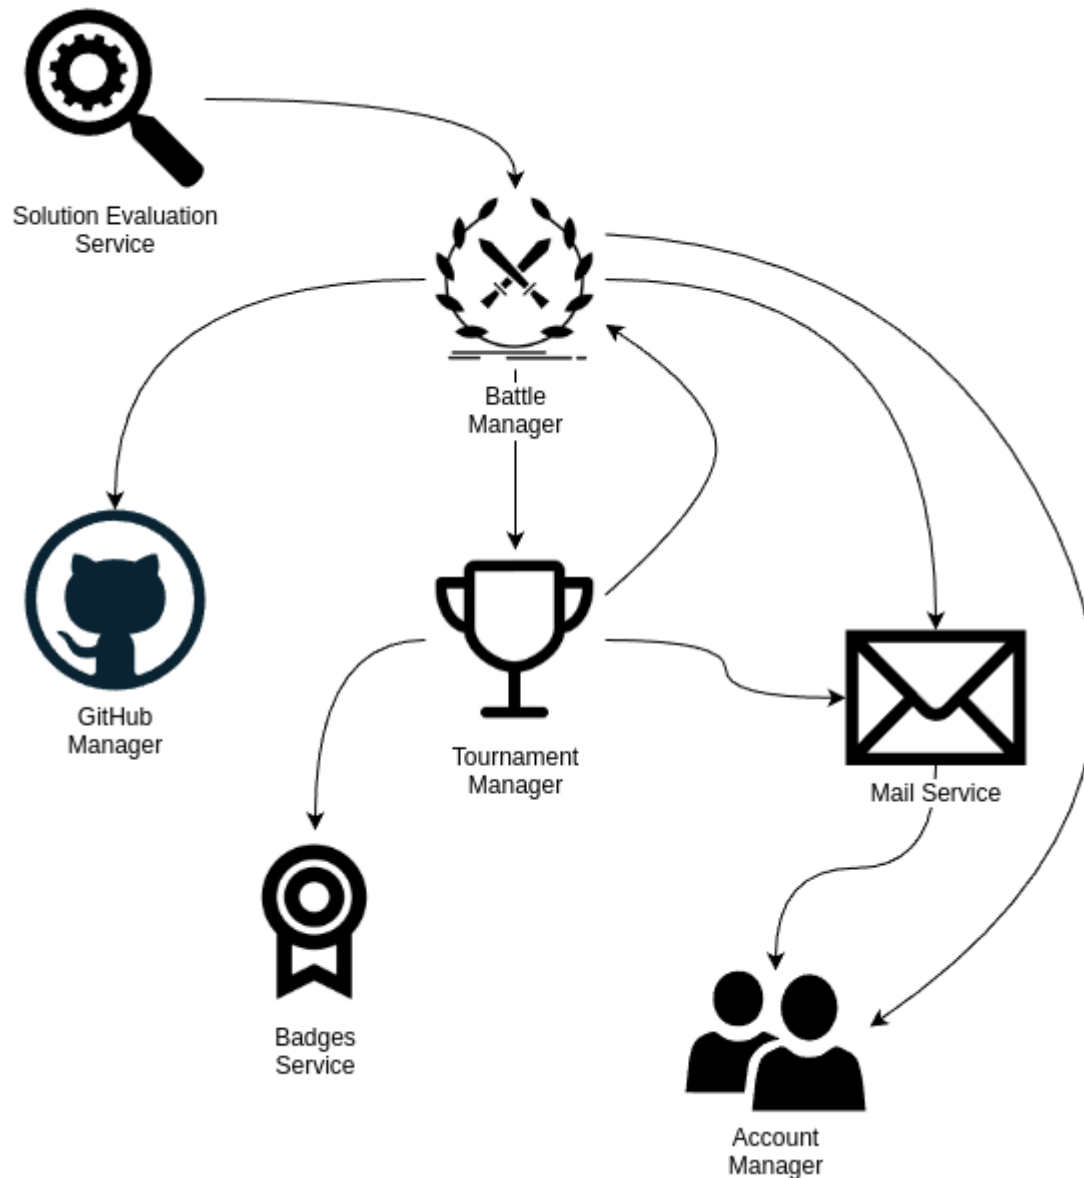 Solution Evaluation
Service
Battle
Manager
GitHub
Manager
Tournament
Manager
Mail Service
Badges
Service
Account
Manager